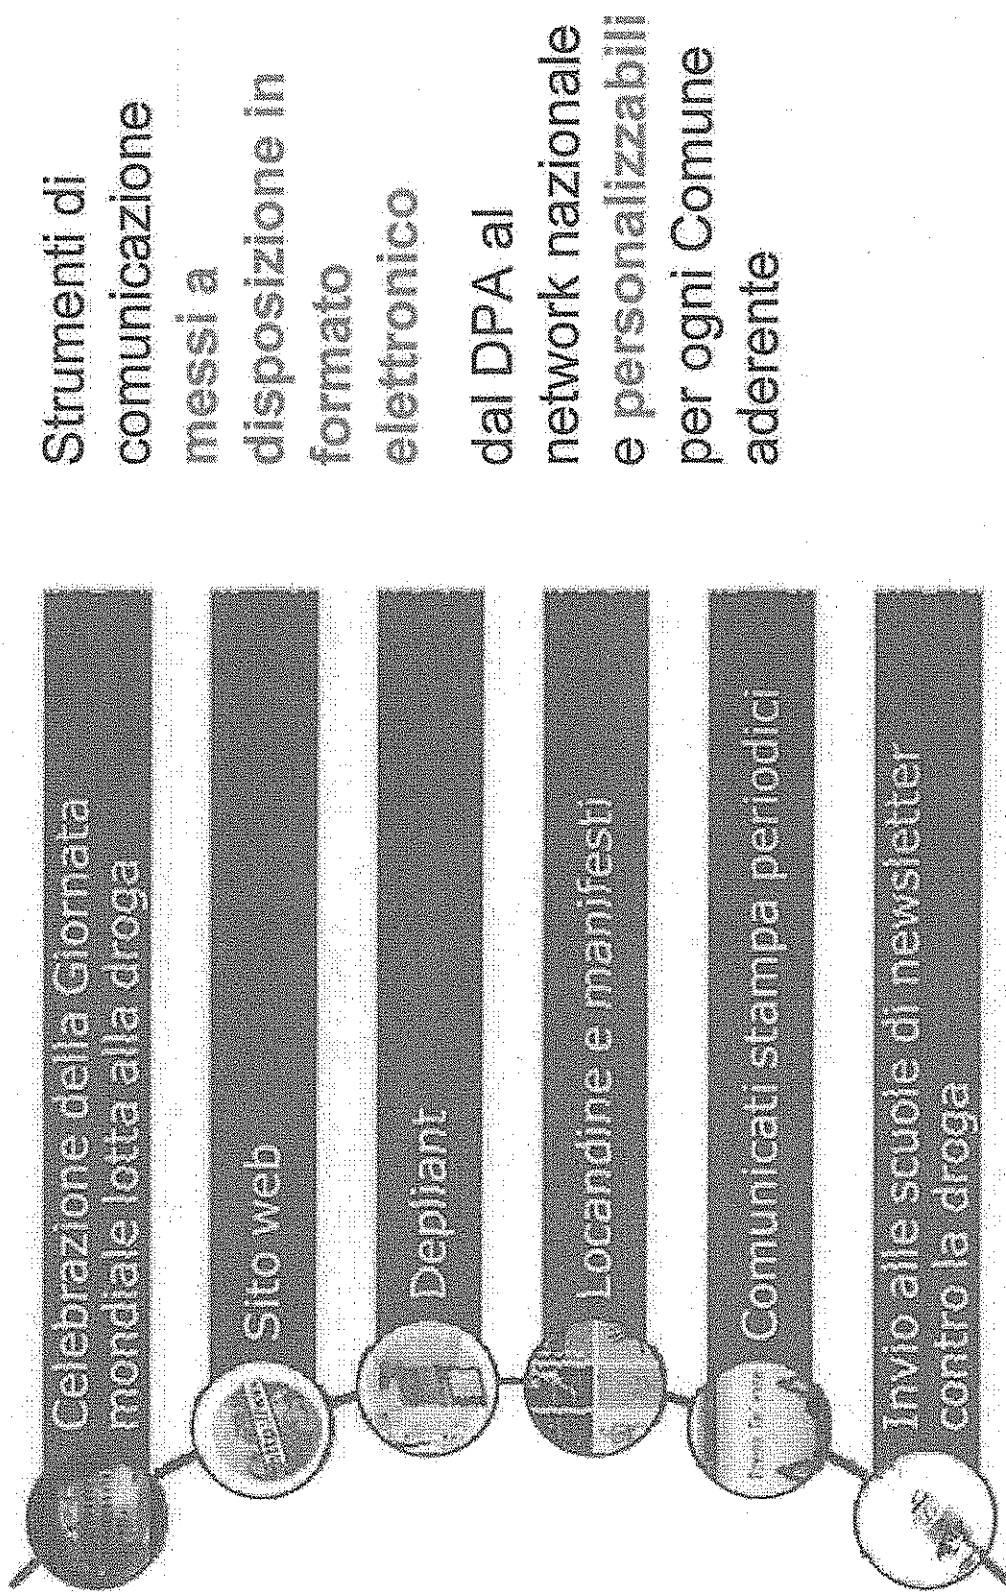 Celebrazione della Giornata
mondiale lotta alla droga
Sito web
Depliant
Locandine e manifesti
Comunicati stampa periodici
Invio alle scuole di newsletter
contro la droga
Strumenti di
comunicazione
messi a
disposizione in
formato
elettronico
dal DPA al
network nazionale
e personalizzabili
per ogni Comune
aderente